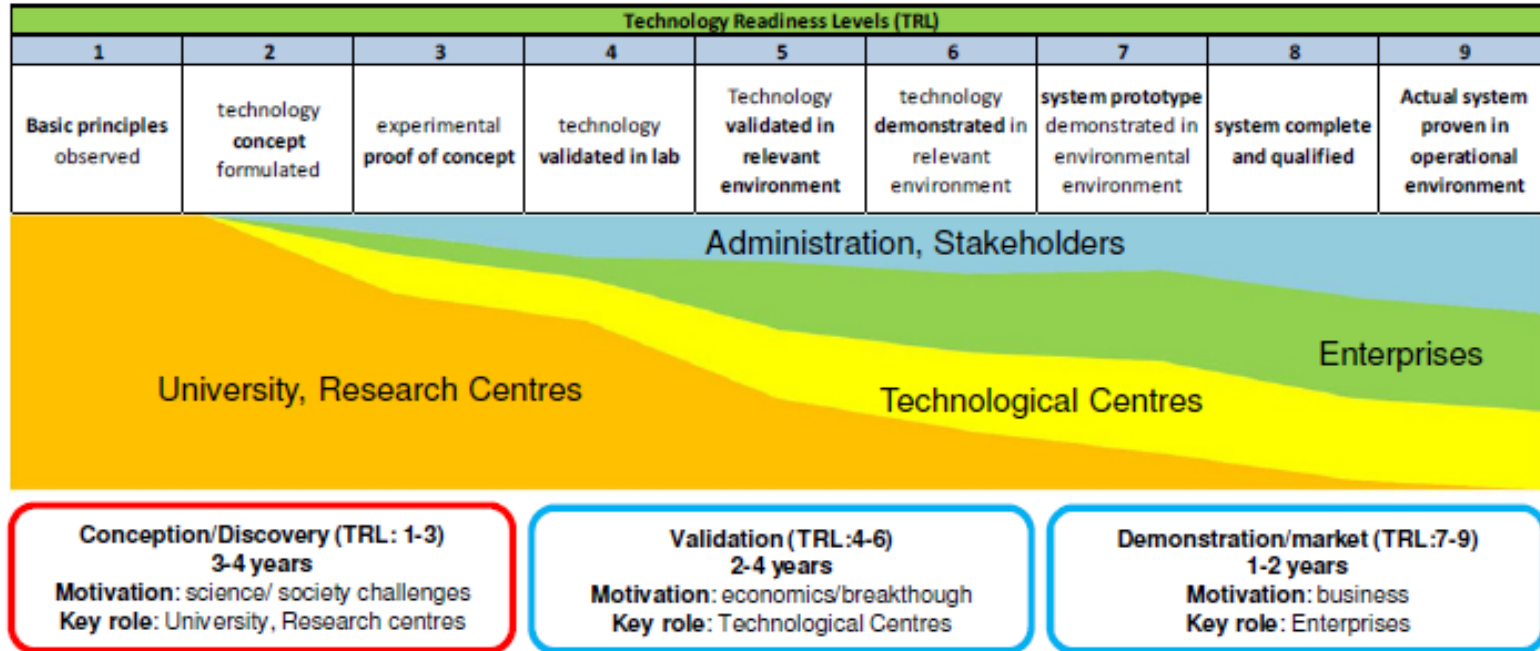 Technology Readiness Levels (TRL)
1 2 3 4 5 6 7 8 9
Basic principles
observed
technology
concept
formulated
experimental
proof of concept
technology
validated in lab
Technology
validated in
relevant
environment
technology
demonstrated in
relevant
environment
system prototype
demonstrated in
environmental
environment
system complete
and qualified
Actual system
proven in
operational
environment
Administration, Stakeholders
Enterprises
University, Research Centres
Technological Centres
Conception/Discovery (TRL: 1-3)
3-4 years
Motivation: science/ society challenges
Key role: University, Research centres
Validation (TRL:4-6)
2-4 years
Motivation: economics/breakthough
Key role: Technological Centres
Demonstration/market (TRL:7-9)
1-2 years
Motivation: business
Key role: Enterprises